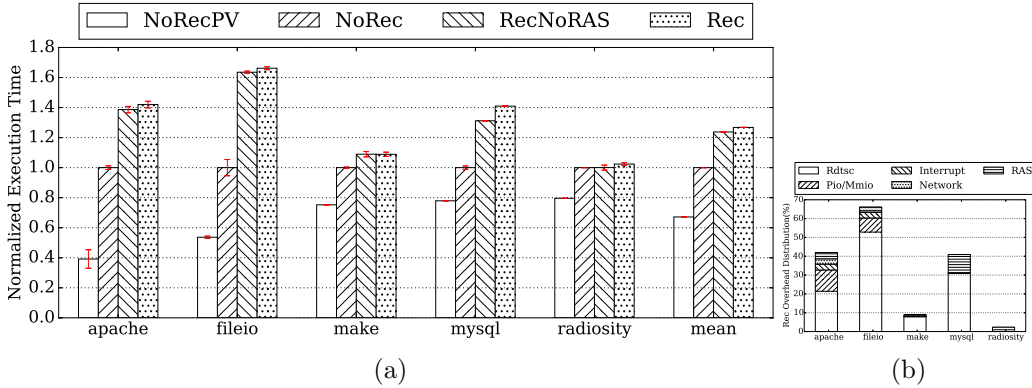 NoRecPV NoRec RecNoRAS Rec
Normalized Execution Time
1.8
1.6
1.4
1.2
1.0
0.8
0.6
0.4
0.2
0.0
apache fileio make mysql radiosity mean
(a)
Rdtsc Interrupt RAS
Pio/Mmio Network
Rec Overhead Distribution(%)
70
60
50
40
30
20
10
0
apache fileio make mysql radiosity
(b)